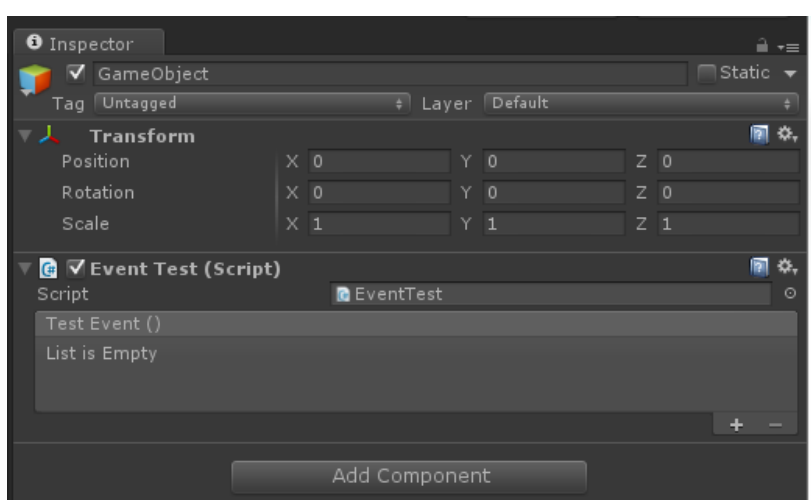 Inspector
GameObject Static
Tag Untagged Layer Default
Transform
Position X 0 Y 0 Z 0
Rotation X 0 Y 0 Z 0
Scale X 1 Y 1 Z 1
Event Test (Script)
Script EventTest
Test Event ()
List is Empty
+ −
Add Component